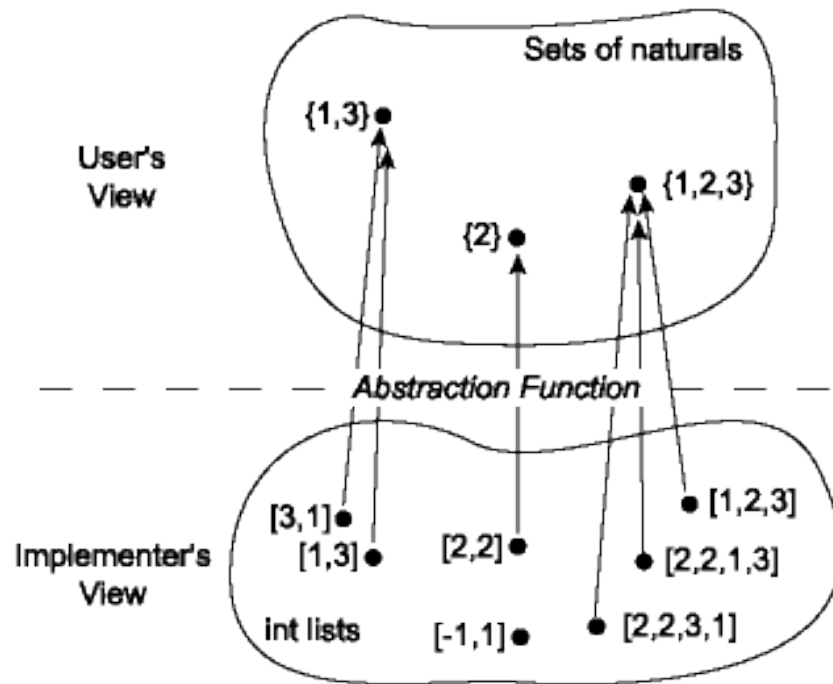 Sets of naturals
{1,3}
User's
View
{1,2,3}
{2}
Abstraction Function
[3,1]
[1,2,3]
Implementer's
View
[1,3]
[2,2]
[2,2,1,3]
int lists
[-1,1]
[2,2,3,1]